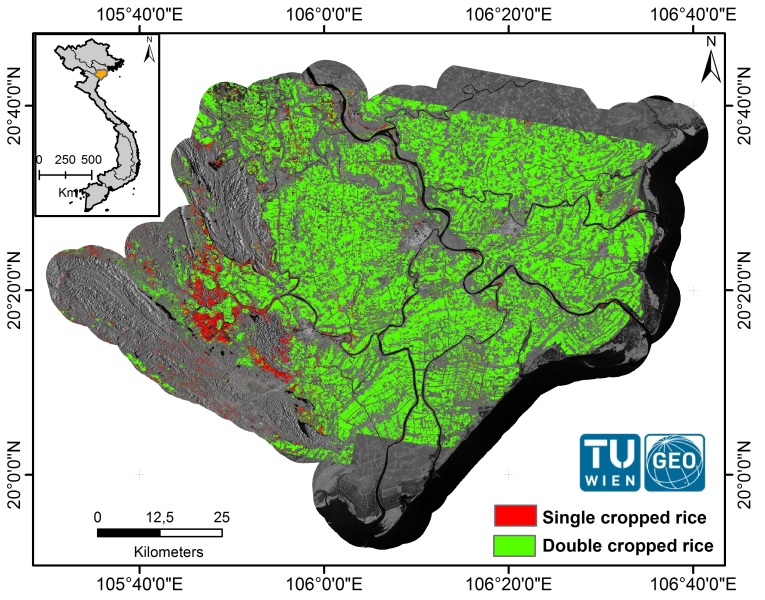 105°40'0"E 106°0'0"E 106°20'0"E 106°40'0"E
N
0 250 500
Km
N
20°40'0"N 20°40'0"N
20°20'0"N 20°20'0"N
20°0'0"N 20°0'0"N
TU
WIEN
GEO
0 12,5 25
Kilometers
Single cropped rice
Double cropped rice
105°40'0"E 106°0'0"E 106°20'0"E 106°40'0"E